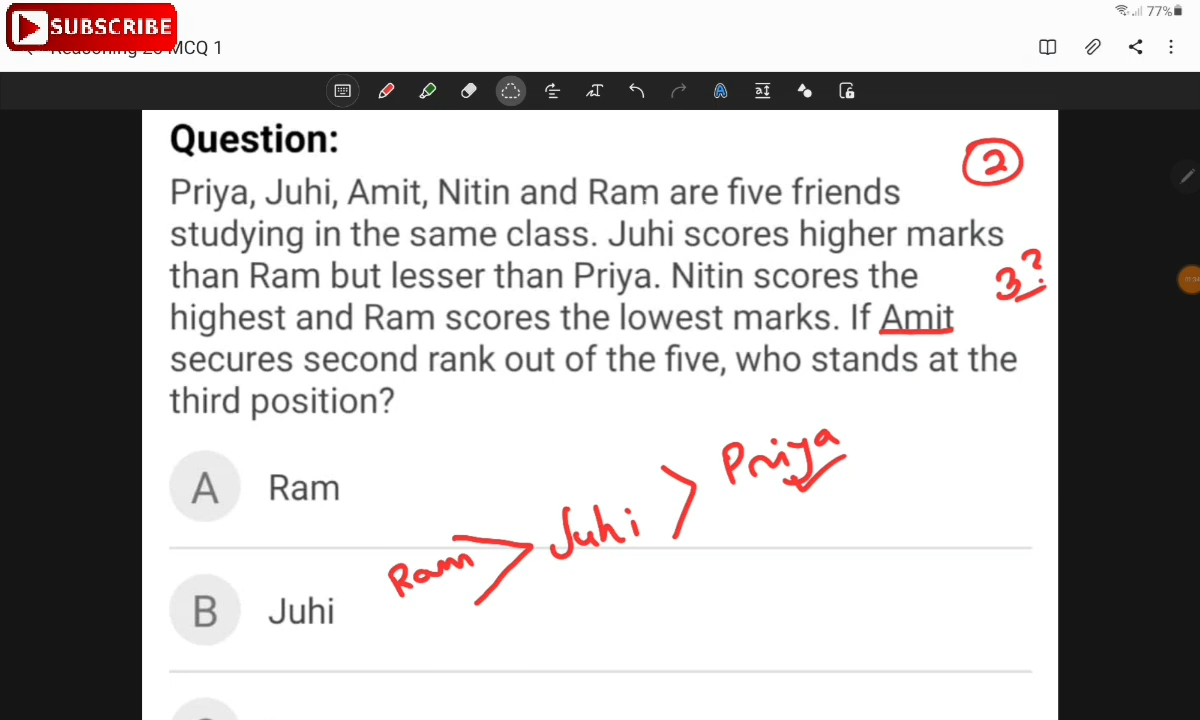 SUBSCRIBE
77%
Reasoning 23 MCQ 1
Question:
2
Priya, Juhi, Amit, Nitin and Ram are five friends
studying in the same class. Juhi scores higher marks
than Ram but lesser than Priya. Nitin scores the
3?
highest and Ram scores the lowest marks. If Amit
secures second rank out of the five, who stands at the
third position?
A Ram
Ram > Juhi > Priya
B Juhi